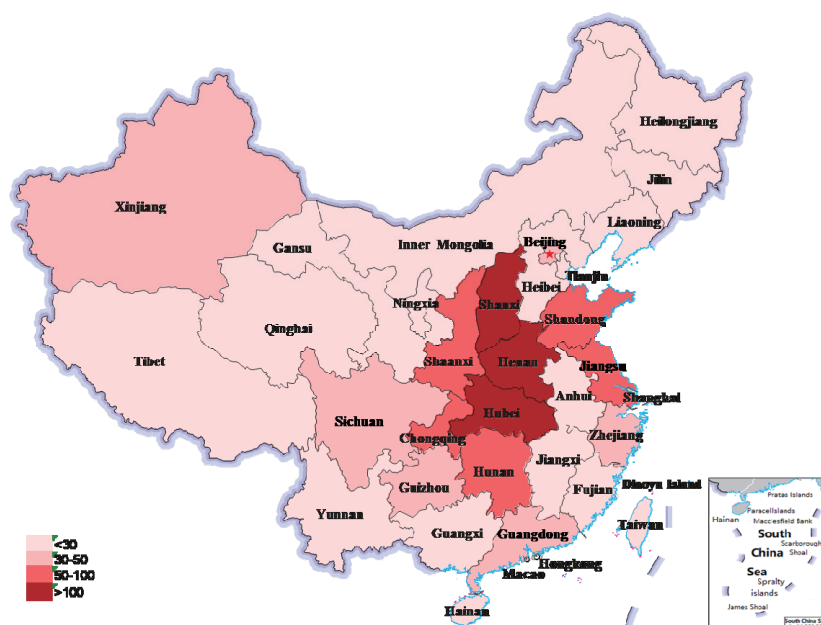 Heilongjiang
Jilin
Liaoning
Xinjiang
Beijing
Inner Mongolia
Gansu
Tianjin
Heibei
Ningxia
Shanxi
Shandong
Qinghai
Tibet
Shaanxi
Henan
Jiangsu
Anhui
Shanghai
Sichuan
Hubei
Chongqing
Zhejiang
Jiangxi
Hunan
Guizhou
Fujian
Diaoyu Island
Yunnan
Taiwan
Guangxi
Guangdong
Hongkong
Macao
Hainan
<30
30-50
50-100
>100
Pratas Islands
ParacelIslands
Hainan
Macclesfield Bank
South
Scarborough
China
Shoal
Sea
Spralty
islands
James Shoal
South China S